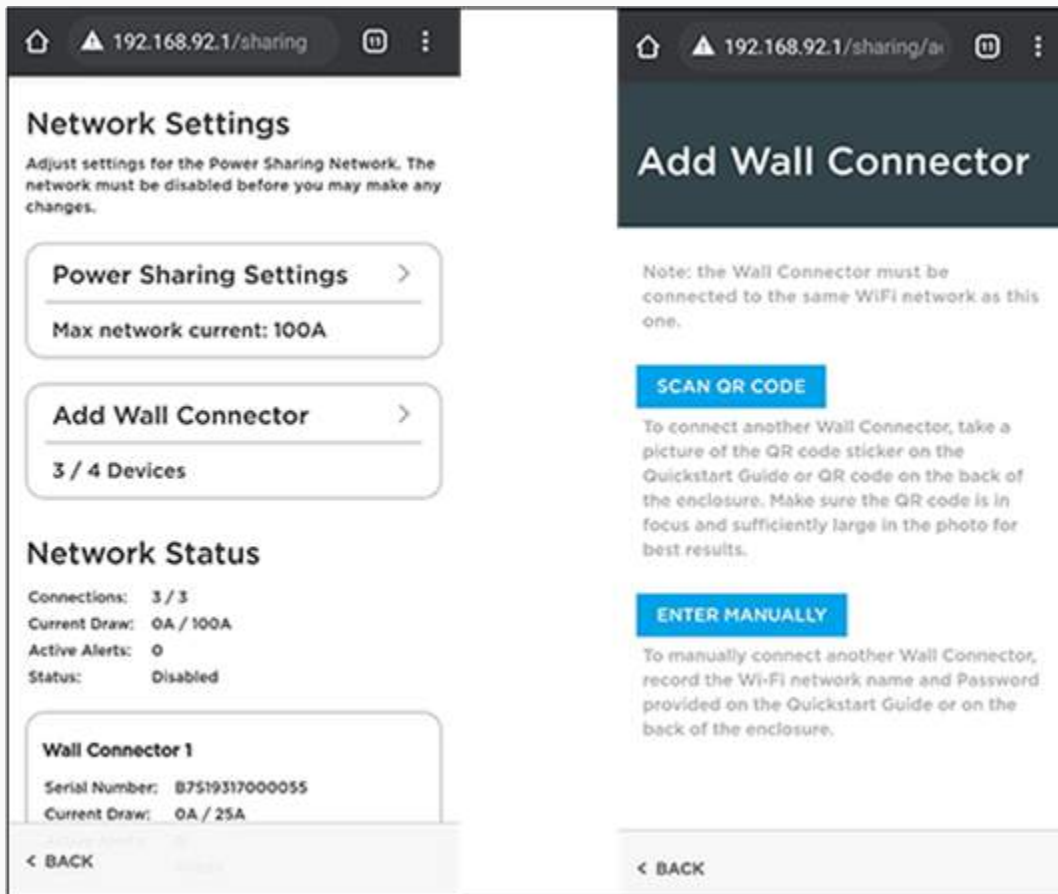 192.168.92.1/sharing
11
Network Settings
Adjust settings for the Power Sharing Network. The
network must be disabled before you may make any
changes.
Power Sharing Settings
Max network current: 100A
Add Wall Connector
3 / 4 Devices
Network Status
Connections: 3 / 3
Current Draw: 0A / 100A
Active Alerts: 0
Status: Disabled
Wall Connector 1
Serial Number: B7S19317000055
Current Draw: 0A / 25A
< BACK
192.168.92.1/sharing/a
11
Add Wall Connector
Note: the Wall Connector must be
connected to the same WiFi network as this
one.
SCAN QR CODE
To connect another Wall Connector, take a
picture of the QR code sticker on the
Quickstart Guide or QR code on the back of
the enclosure. Make sure the QR code is in
focus and sufficiently large in the photo for
best results.
ENTER MANUALLY
To manually connect another Wall Connector,
record the Wi-Fi network name and Password
provided on the Quickstart Guide or on the
back of the enclosure.
< BACK